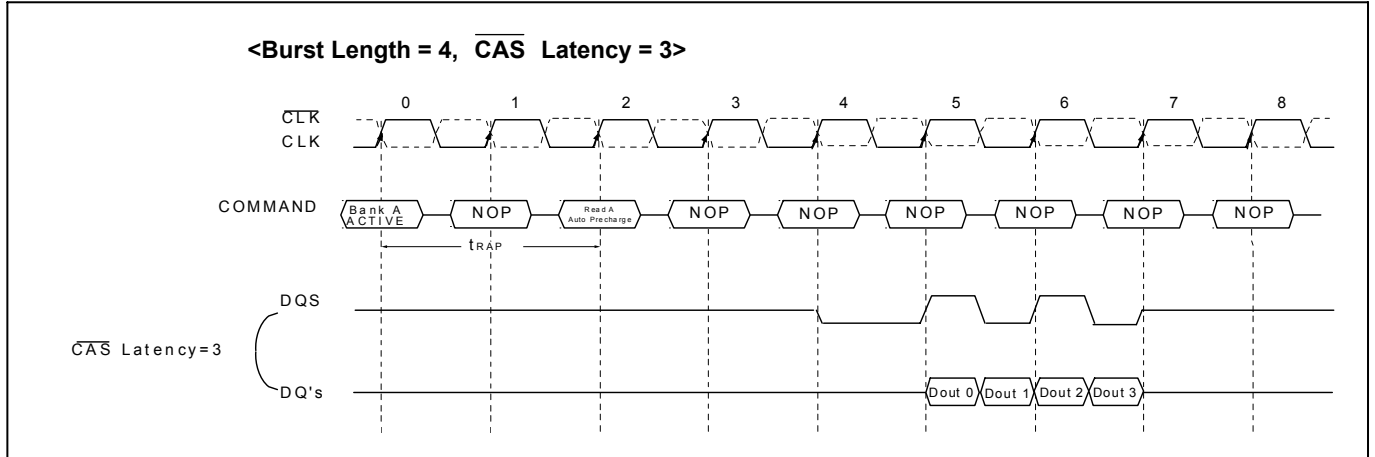 <Burst Length = 4, CAS Latency = 3>
0 1 2 3 4 5 6 7 8
CLK
CLK
COMMAND
Bank A ACTIVE NOP Read A Auto Precharge NOP NOP NOP NOP NOP NOP
tRAP
DQS
CAS Latency=3
DQ's
Dout 0 Dout 1 Dout 2 Dout 3